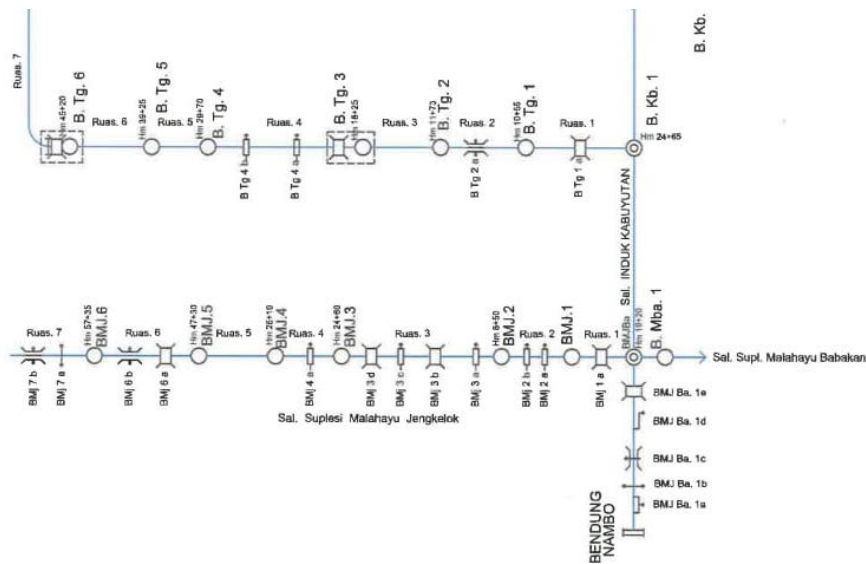 Ruas. 7
B. Kb.
Hm 45+20
B. Tg. 6
Ruas. 6
Hm 39+25
B. Tg. 5
Ruas. 5
Hm 29+70
B. Tg. 4
Ruas. 4
B. Tg. 3
Hm 18+25
Ruas. 3
Hm 11+73
B. Tg. 2
Ruas. 2
Hm 10+55
B. Tg. 1
Ruas. 1
B. Kb. 1
Hm 24+65
B Tg 4 b
B Tg 4 a
B Tg 2 a
B Tg 1 a
Sal. INDUK KABUYUTAN
Ruas. 7
Hm 57+35
BMJ.6
Ruas. 6
Hm 47+30
BMJ.5
Ruas. 5
Hm 26+10
BMJ.4
Ruas. 4
Hm 24+60
BMJ.3
Ruas. 3
Hm 8+50
BMJ.2
Ruas. 2
BMJ.1
Ruas. 1
BMJBa
B. Mba. 1
Sal. Supl. Malahayu Babakan
BMj 7 b
BMj 7 a
BMj 6 b
BMj 6 a
BMj 4 a
BMj 3 d
BMj 3 c
BMj 3 b
BMj 3 a
BMj 2 b
BMj 2 a
BMj 1 a
Sal. Suplesi Malahayu Jengkelok
BMJ Ba. 1e
BMJ Ba. 1d
BMJ Ba. 1c
BMJ Ba. 1b
BMJ Ba. 1a
BENDUNG
NAMBO